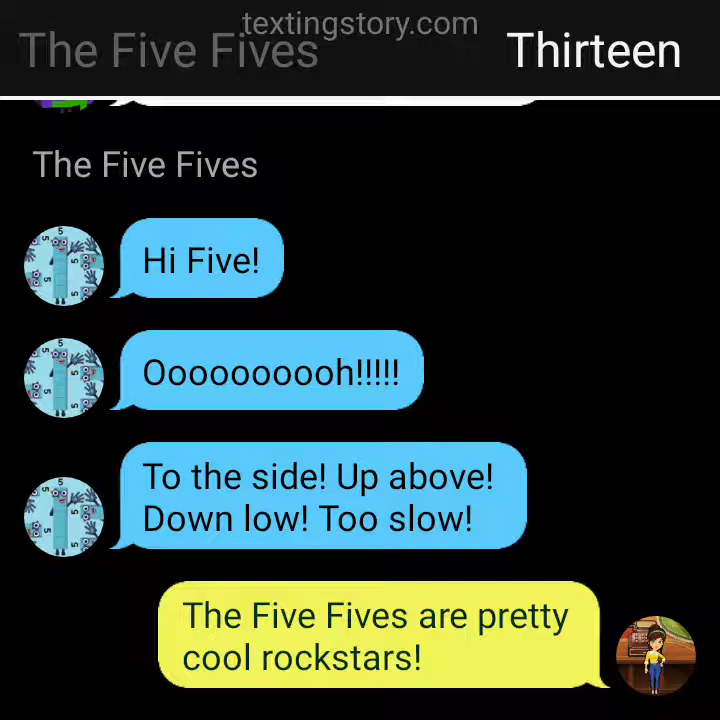 textingstory.com
The Five Fives
Thirteen
The Five Fives
Hi Five!
Ooooooooooh!!!!!
To the side! Up above!
Down low! Too slow!
The Five Fives are pretty
cool rockstars!